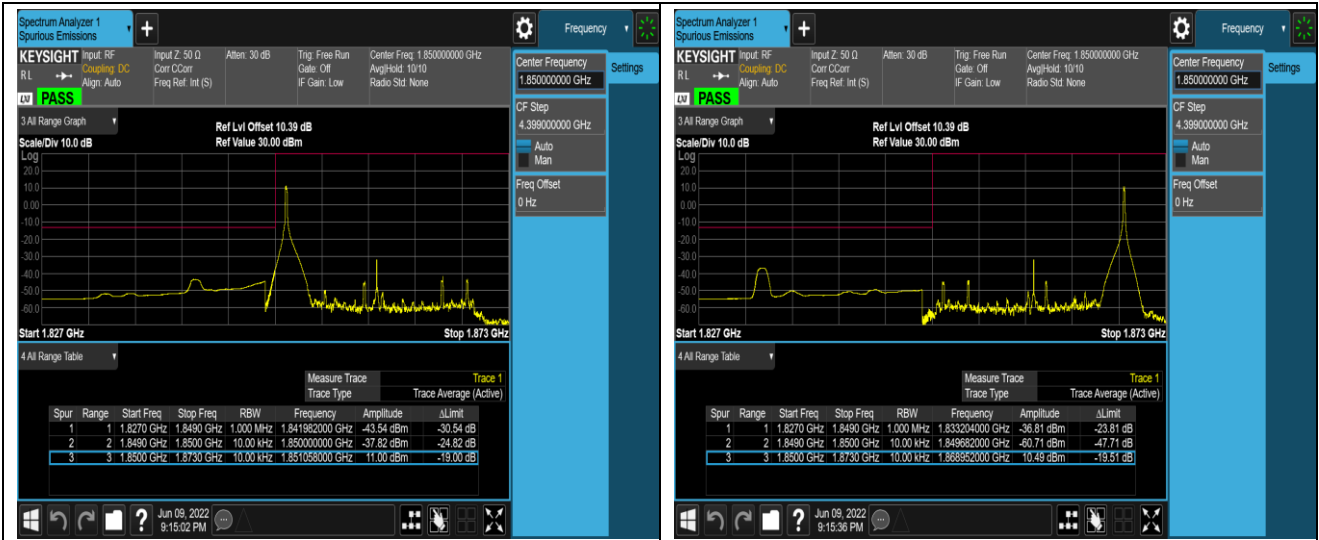 Spectrum Analyzer 1
Spurious Emissions
+
Frequency
KEYSIGHT
RL
Input: RF
Coupling: DC
Align: Auto
Input Z: 50 Ω
Corr CCorr
Freq Ref: Int (S)
Atten: 30 dB
Trig: Free Run
Gate: Off
IF Gain: Low
Center Freq: 1.850000000 GHz
Avg|Hold: 10/10
Radio Std: None
LXI PASS
Center Frequency
1.850000000 GHz
Settings
CF Step
4.399000000 GHz
Auto
Man
Freq Offset
0 Hz
3 All Range Graph
Ref Lvl Offset 10.39 dB
Scale/Div 10.0 dB
Ref Value 30.00 dBm
Log
20.0
10.0
0.00
-10.0
-20.0
-30.0
-40.0
-50.0
-60.0
Start 1.827 GHz
Stop 1.873 GHz
4 All Range Table
Measure Trace Trace 1
Trace Type Trace Average (Active)
Spur Range Start Freq Stop Freq RBW Frequency Amplitude ΔLimit
1 1 1.8270 GHz 1.8490 GHz 1.000 MHz 1.841982000 GHz -43.54 dBm -30.54 dB
2 2 1.8490 GHz 1.8500 GHz 10.00 kHz 1.850000000 GHz -37.82 dBm -24.82 dB
3 3 1.8500 GHz 1.8730 GHz 10.00 kHz 1.851058000 GHz 11.00 dBm -19.00 dB
?
Jun 09, 2022
9:15:02 PM
Spectrum Analyzer 1
Spurious Emissions
+
Frequency
KEYSIGHT
RL
Input: RF
Coupling: DC
Align: Auto
Input Z: 50 Ω
Corr CCorr
Freq Ref: Int (S)
Atten: 30 dB
Trig: Free Run
Gate: Off
IF Gain: Low
Center Freq: 1.850000000 GHz
Avg|Hold: 10/10
Radio Std: None
LXI PASS
Center Frequency
1.850000000 GHz
Settings
CF Step
4.399000000 GHz
Auto
Man
Freq Offset
0 Hz
3 All Range Graph
Ref Lvl Offset 10.39 dB
Scale/Div 10.0 dB
Ref Value 30.00 dBm
Log
20.0
10.0
0.00
-10.0
-20.0
-30.0
-40.0
-50.0
-60.0
Start 1.827 GHz
Stop 1.873 GHz
4 All Range Table
Measure Trace Trace 1
Trace Type Trace Average (Active)
Spur Range Start Freq Stop Freq RBW Frequency Amplitude ΔLimit
1 1 1.8270 GHz 1.8490 GHz 1.000 MHz 1.833204000 GHz -36.81 dBm -23.81 dB
2 2 1.8490 GHz 1.8500 GHz 10.00 kHz 1.849682000 GHz -60.71 dBm -47.71 dB
3 3 1.8500 GHz 1.8730 GHz 10.00 kHz 1.868952000 GHz 10.49 dBm -19.51 dB
?
Jun 09, 2022
9:15:36 PM